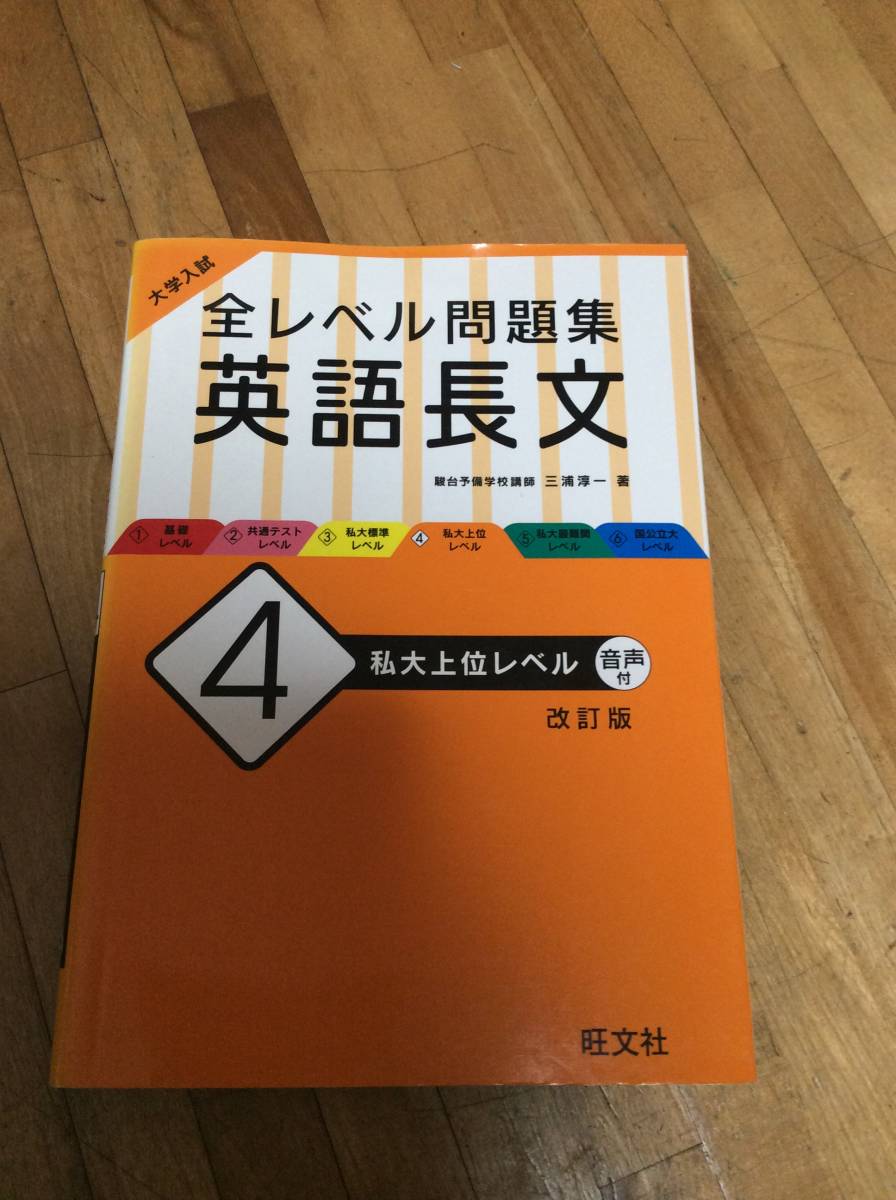 大学入試
全レベル問題集
英語長文
駿台予備学校講師 三浦淳一 著
1 基礎レベル
2 共通テストレベル
3 私大標準レベル
4 私大上位レベル
5 私大最難関レベル
6 国公立大レベル
4 私大上位レベル 音声付
改訂版
旺文社